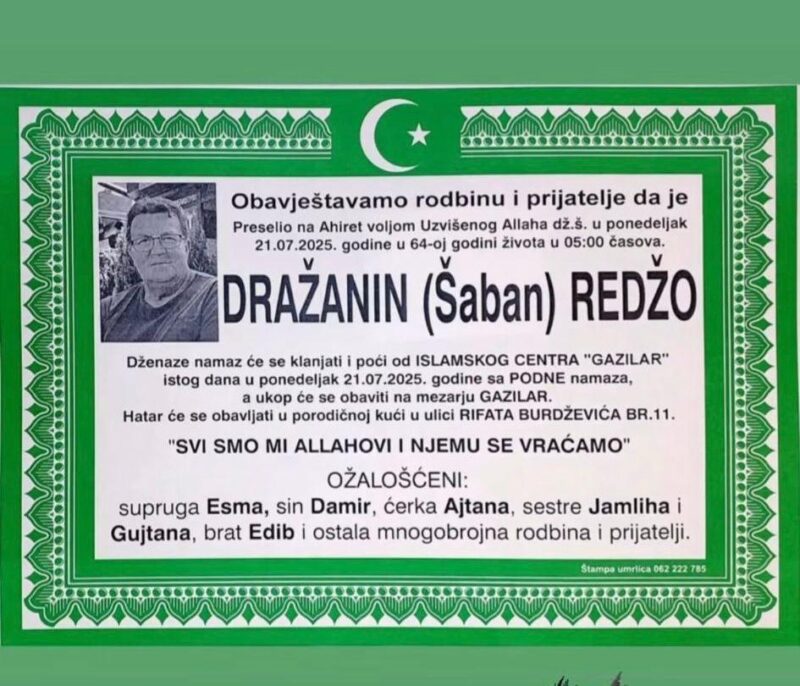 Obavještavamo rodbinu i prijatelje da je
Preselio na Ahiret voljom Uzvišenog Allaha dž.š. u ponedeljak
21.07.2025. godine u 64-oj godini života u 05:00 časova.
DRAŽANIN (Šaban) REDŽO
Dženaze namaz će se klanjati i poći od ISLAMSKOG CENTRA "GAZILAR"
istog dana u ponedeljak 21.07.2025. godine sa PODNE namaza,
a ukop će se obaviti na mezarju GAZILAR.
Hatar će se obavljati u porodičnoj kući u ulici RIFATA BURDŽEVIĆA BR.11.
"SVI SMO MI ALLAHOVI I NJEMU SE VRAĆAMO"
OŽALOŠĆENI:
supruga Esma, sin Damir, ćerka Ajtana, sestre Jamliha i
Gujtana, brat Edib i ostala mnogobrojna rodbina i prijatelji.
Štampa umrlica 062 222 785